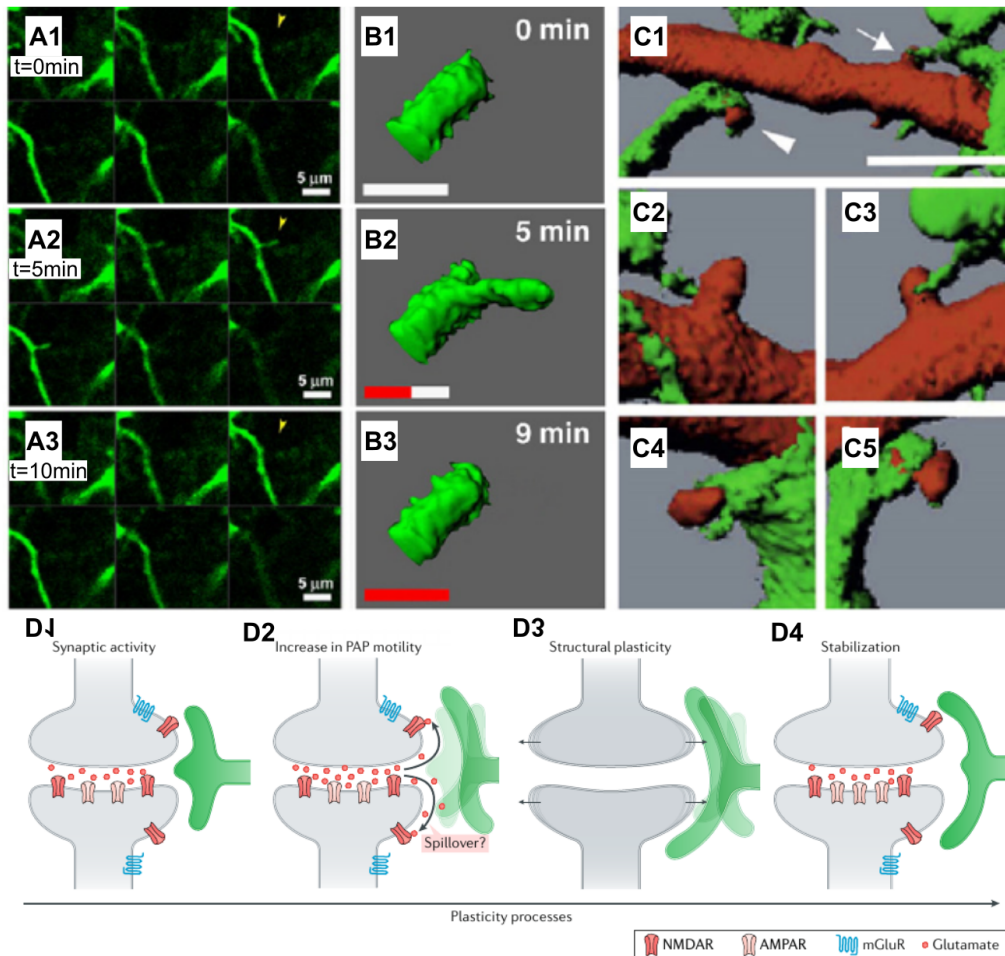 A1
t=0min
5 μm
A2
t=5min
5 μm
A3
t=10min
5 μm
B1
0 min
B2
5 min
B3
9 min
C1
C2
C3
C4
C5
D1
Synaptic activity
D2
Increase in PAP motility
Spillover?
D3
Structural plasticity
D4
Stabilization
Plasticity processes
NMDAR AMPAR mGluR Glutamate